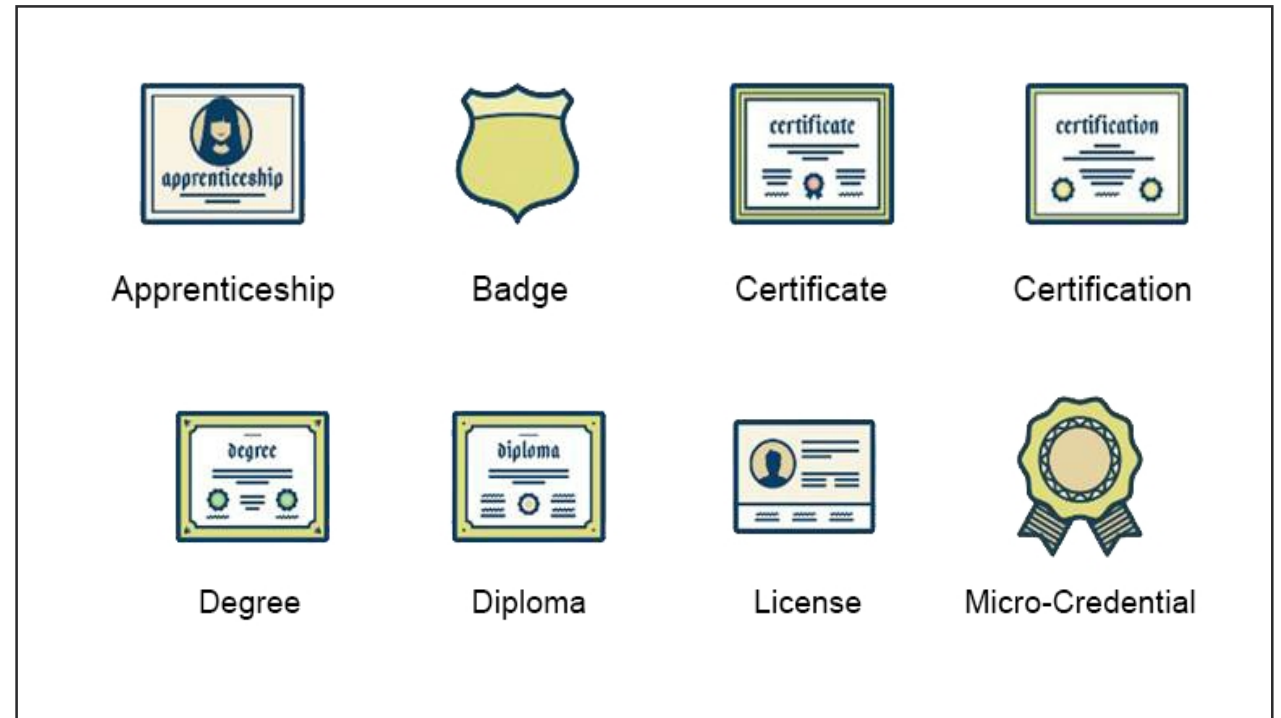 apprenticeship
certificate
certification
Apprenticeship
Badge
Certificate
Certification
degree
diploma
Degree
Diploma
License
Micro-Credential